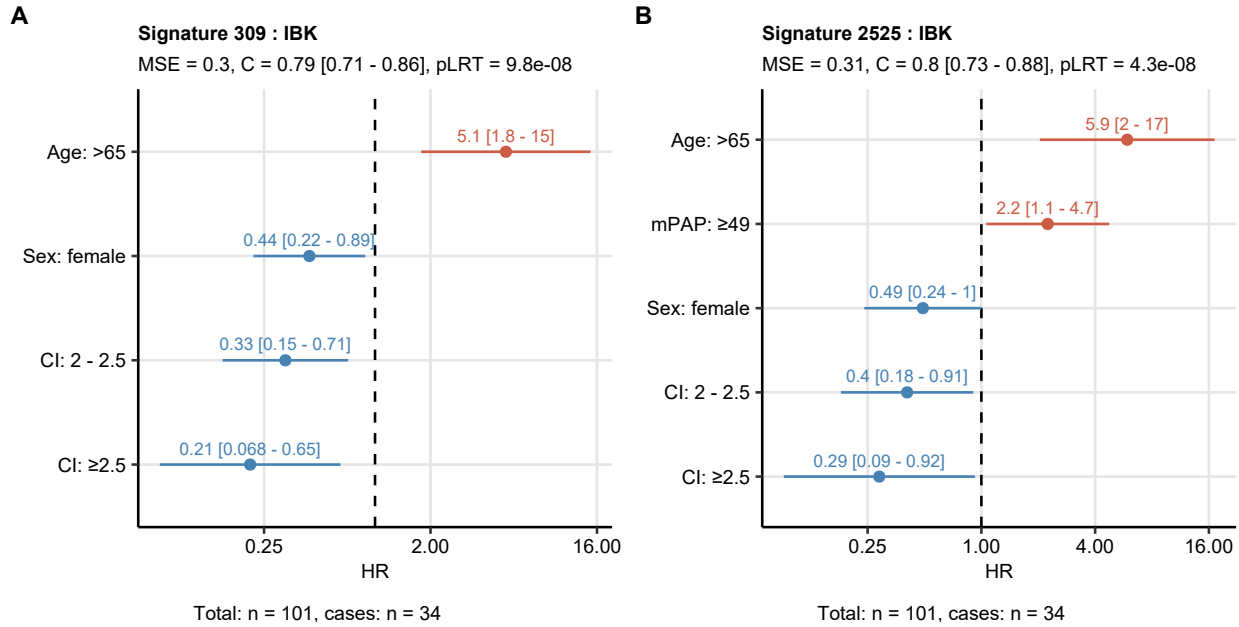 A
Signature 309 : IBK
MSE = 0.3, C = 0.79 [0.71 - 0.86], pLRT = 9.8e-08
Age: >65
5.1 [1.8 - 15]
Sex: female
0.44 [0.22 - 0.89]
CI: 2 - 2.5
0.33 [0.15 - 0.71]
CI: ≥2.5
0.21 [0.068 - 0.65]
0.25 2.00 16.00
HR
Total: n = 101, cases: n = 34
B
Signature 2525 : IBK
MSE = 0.31, C = 0.8 [0.73 - 0.88], pLRT = 4.3e-08
Age: >65
5.9 [2 - 17]
mPAP: ≥49
2.2 [1.1 - 4.7]
Sex: female
0.49 [0.24 - 1]
CI: 2 - 2.5
0.4 [0.18 - 0.91]
CI: ≥2.5
0.29 [0.09 - 0.92]
0.25 1.00 4.00 16.00
HR
Total: n = 101, cases: n = 34